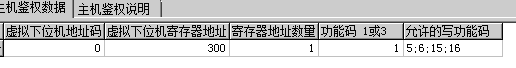 主机鉴权数据 主机鉴权说明
虚拟下位机地址码 虚拟下位机寄存器地址 寄存器地址数量 功能码 1或3 允许的写功能码
0 300 1 1 5;6;15;16